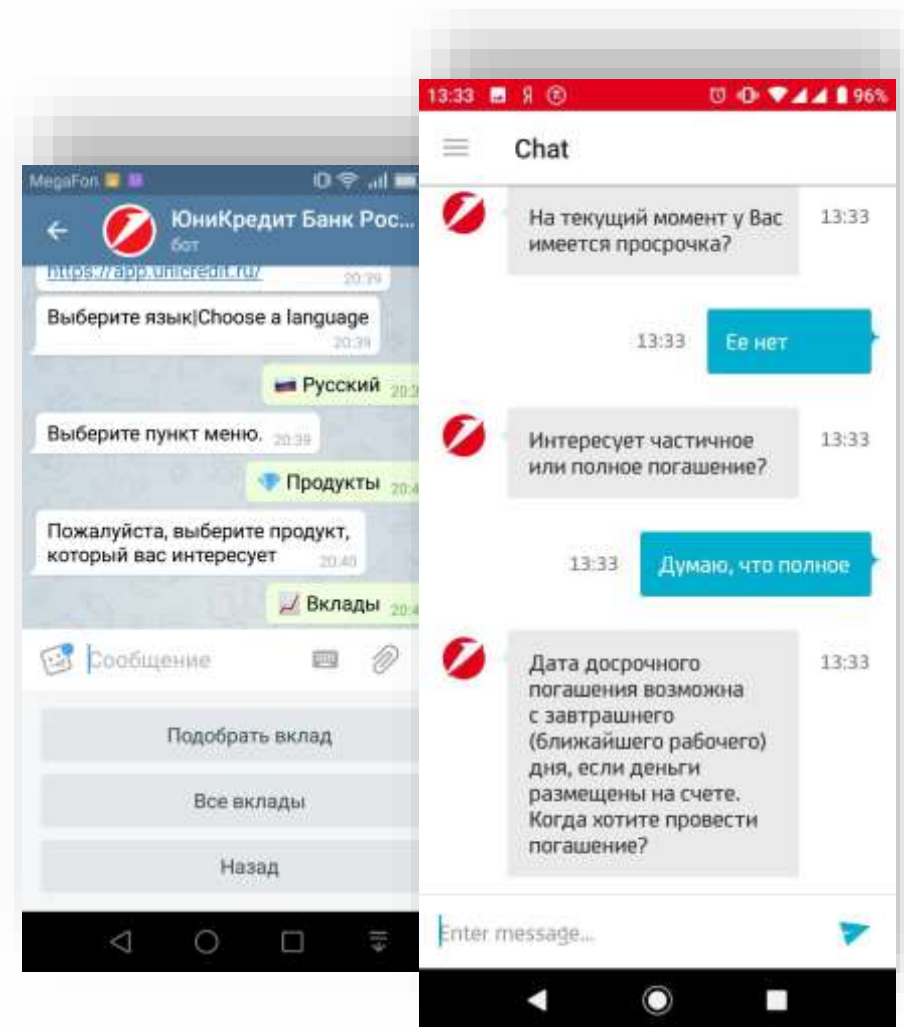 MegaFon
ЮниКредит Банк Рос...
бот
https://app.unicredit.ru/
20:39
Выберите язык|Choose a language
20:39
Русский
Выберите пункт меню. 20:39
Продукты
Пожалуйста, выберите продукт,
который вас интересует 20:40
Вклады
Сообщение
Подобрать вклад
Все вклады
Назад
13:33 Я 96%
Chat
На текущий момент у Вас 13:33
имеется просрочка?
13:33 Ее нет
Интересует частичное 13:33
или полное погашение?
13:33 Думаю, что полное
Дата досрочного 13:33
погашения возможна
с завтрашнего
(ближайшего рабочего)
дня, если деньги
размещены на счете.
Когда хотите провести
погашение?
Enter message...